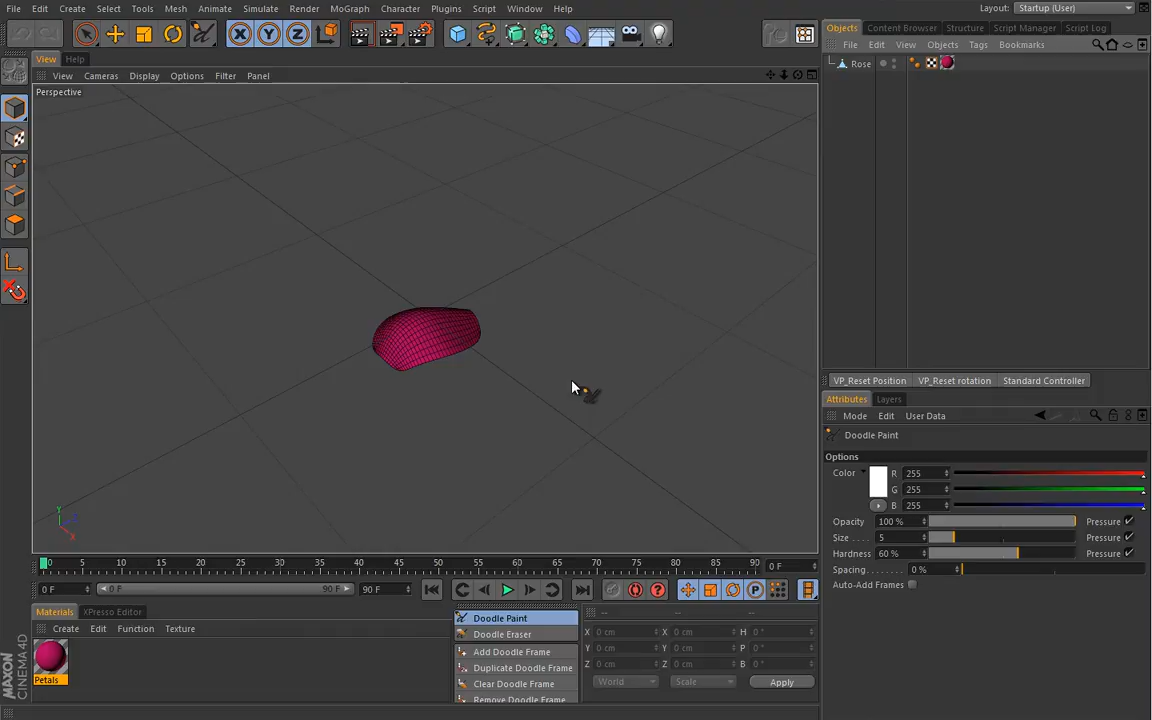 File Edit Create Select Tools Mesh Animate Simulate Render MoGraph Character Plugins Script Window Help Layout: Startup (User)
View Help
View Cameras Display Options Filter Panel
Perspective
Y
Z
X
Objects Content Browser Structure Script Manager Script Log
File Edit View Objects Tags Bookmarks
Rose
VP_Reset Position VP_Reset rotation Standard Controller
Attributes Layers
Mode Edit User Data
Doodle Paint
Options
Color R 255
G 255
B 255
Opacity 100 % Pressure
Size . . . . 5 Pressure
Hardness 60 % Pressure
Spacing. . . . . . . . 0 %
Auto-Add Frames
0 5 10 15 20 25 30 35 40 45 50 55 60 65 70 75 80 85 90 0 F
0 F 0 F 90 F 90 F
Materials XPresso Editor
Create Edit Function Texture
Petals
Doodle Paint
Doodle Eraser
Add Doodle Frame
Duplicate Doodle Frame
Clear Doodle Frame
Remove Doodle Frame
-- -- --
X 0 cm X 0 cm H 0 °
Y 0 cm Y 0 cm P 0 °
Z 0 cm Z 0 cm B 0 °
World Scale Apply
MAXON
CINEMA 4D